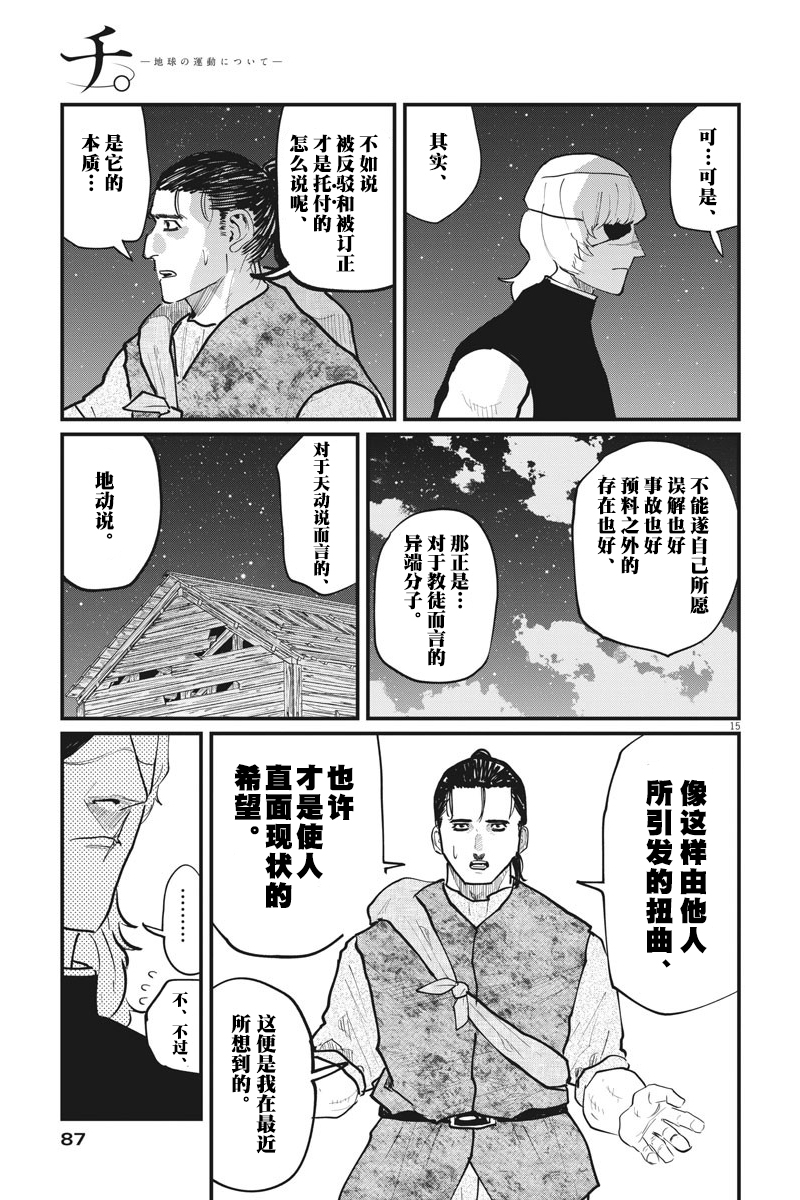 チ。
—地球の運動について—
可…可是、
其实、
不如说
被反驳和被订正
才是托付的
怎么说呢、
是它的
本质…
不能遂自己所愿
误解也好
事故也好
预料之外的
存在也好、
那正是…
对于教徒而言的
异端分子。
对于天动说而言的、
地动说。
15
像这样由他人
所引发的扭曲、
也许
才是使人
直面现状的
希望。
这便是我在最近
所想到的。
………
不、不过、
87